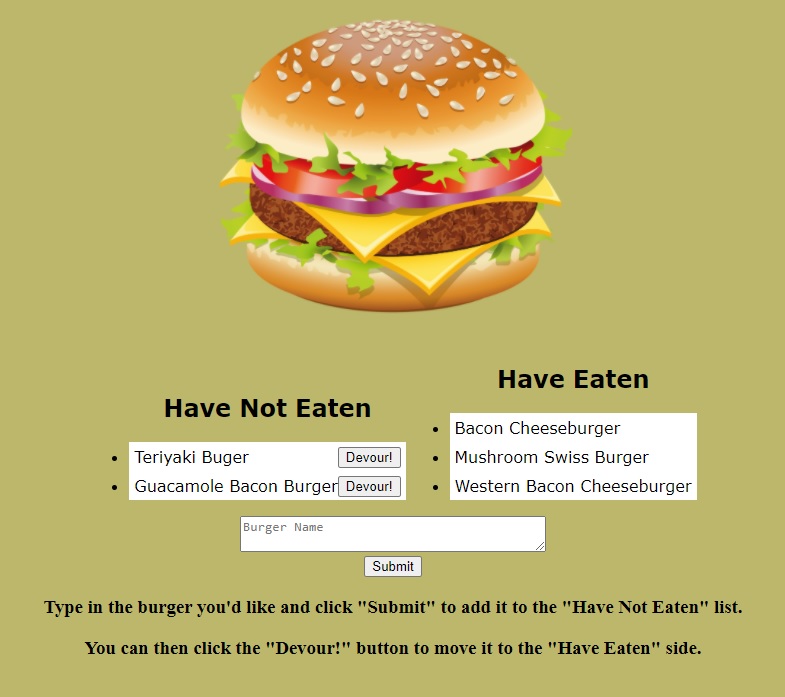 Have Not Eaten
Teriyaki Buger Devour!
Guacamole Bacon Burger Devour!
Have Eaten
Bacon Cheeseburger
Mushroom Swiss Burger
Western Bacon Cheeseburger
Burger Name
Submit
Type in the burger you'd like and click "Submit" to add it to the "Have Not Eaten" list.
You can then click the "Devour!" button to move it to the "Have Eaten" side.